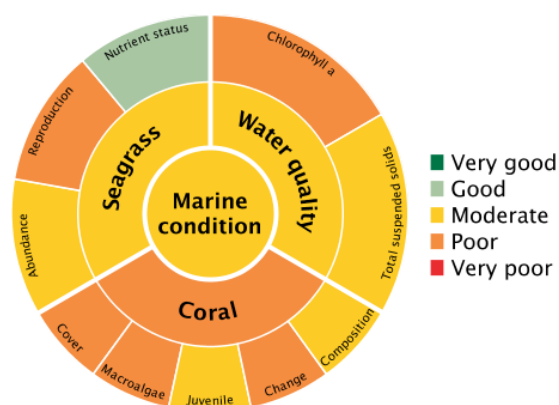 Nutrient status
Chlorophyll a
Reproduction
Seagrass
Water quality
Total suspended solids
Abundance
Marine
condition
Coral
Cover
Macroalgae
Juvenile
Change
Composition
Very good
Good
Moderate
Poor
Very poor